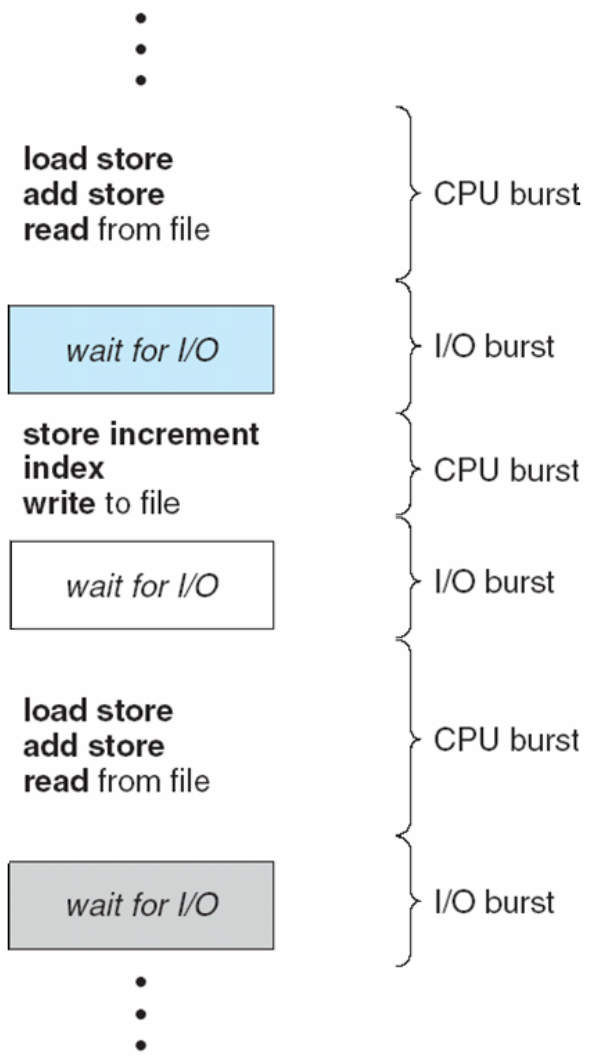 load store
add store
read from file
CPU burst
wait for I/O
I/O burst
store increment
index
write to file
CPU burst
wait for I/O
I/O burst
load store
add store
read from file
CPU burst
wait for I/O
I/O burst